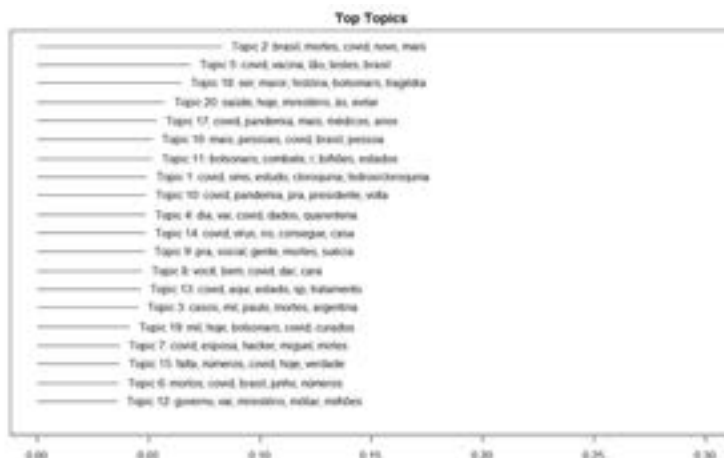 Top Topics
Topic 2: brasil, mortes, covid, novo, mais
Topic 5: covid, vacina, tão, testes, brasil
Topic 18: ser, maior, história, bolsonaro, tragédia
Topic 20: saúde, hoje, ministério, às, evitar
Topic 17: covid, pandemia, mais, médicos, anos
Topic 16: mais, pessoas, covid, brasil, pessoa
Topic 11: bolsonaro, combate, r, bilhões, estados
Topic 1: covid, uso, estudo, cloroquina, hidroxicloroquina
Topic 10: covid, pandemia, pra, presidente, volta
Topic 4: dia, vai, covid, dados, quarentena
Topic 14: covid, vírus, consegue, casa
Topic 9: pra, social, gente, mortes, suécia
Topic 8: você, bem, covid, dar, cara
Topic 13: covid, aqui, estado, sp, tratamento
Topic 3: casos, mil, paulo, mortes, argentina
Topic 19: mil, hoje, bolsonaro, covid, curados
Topic 7: covid, esposa, hacker, miguel,
Topic 15: falta, números, covid, hoje, verdade
Topic 6: mortos, covid, brasil, junho, números
Topic 12: governo, vai, ministério, militar, milhões
0.00 0.05 0.10 0.15 0.20 0.25 0.30